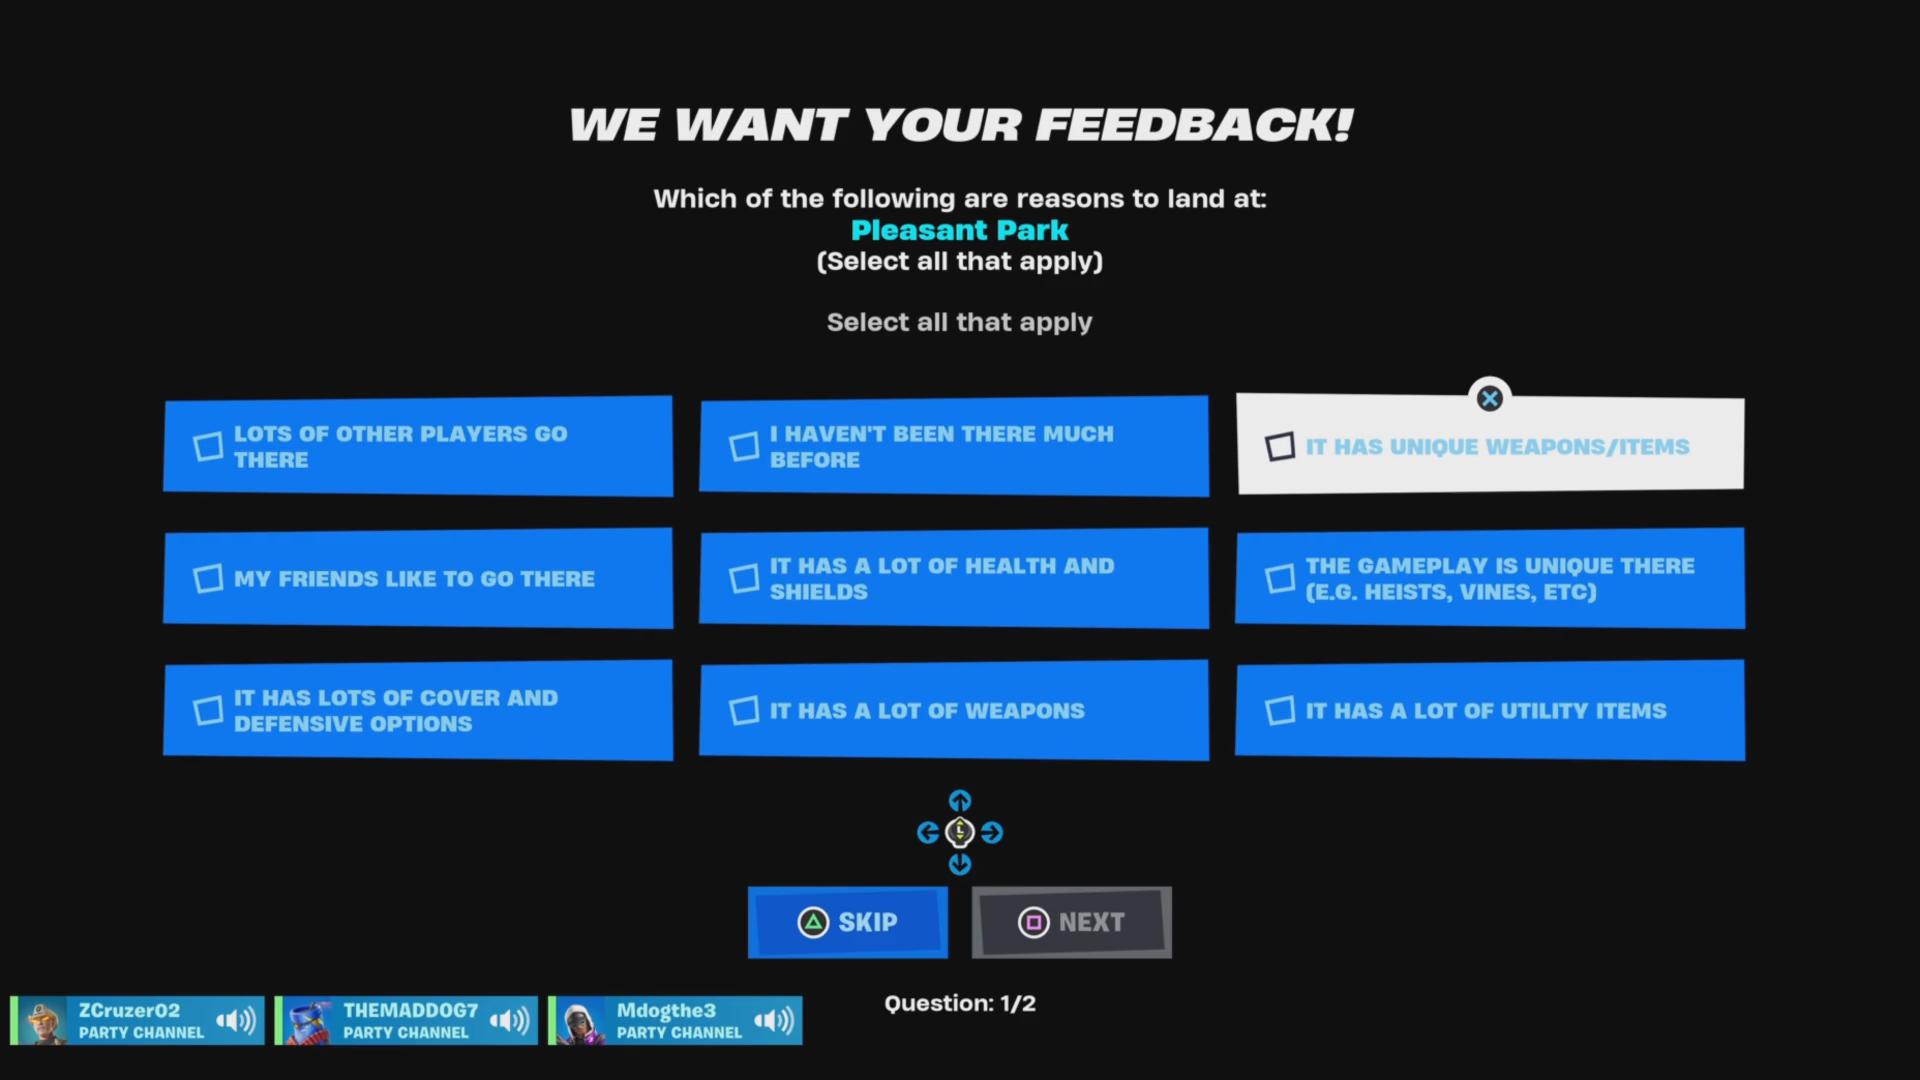 WE WANT YOUR FEEDBACK!
Which of the following are reasons to land at:
Pleasant Park
(Select all that apply)
Select all that apply
LOTS OF OTHER PLAYERS GO
THERE
I HAVEN'T BEEN THERE MUCH
BEFORE
IT HAS UNIQUE WEAPONS/ITEMS
MY FRIENDS LIKE TO GO THERE
IT HAS A LOT OF HEALTH AND
SHIELDS
THE GAMEPLAY IS UNIQUE THERE
(E.G. HEISTS, VINES, ETC)
IT HAS LOTS OF COVER AND
DEFENSIVE OPTIONS
IT HAS A LOT OF WEAPONS
IT HAS A LOT OF UTILITY ITEMS
L
SKIP
NEXT
Question: 1/2
ZCruzer02
PARTY CHANNEL
THEMADDOG7
PARTY CHANNEL
Mdogthe3
PARTY CHANNEL